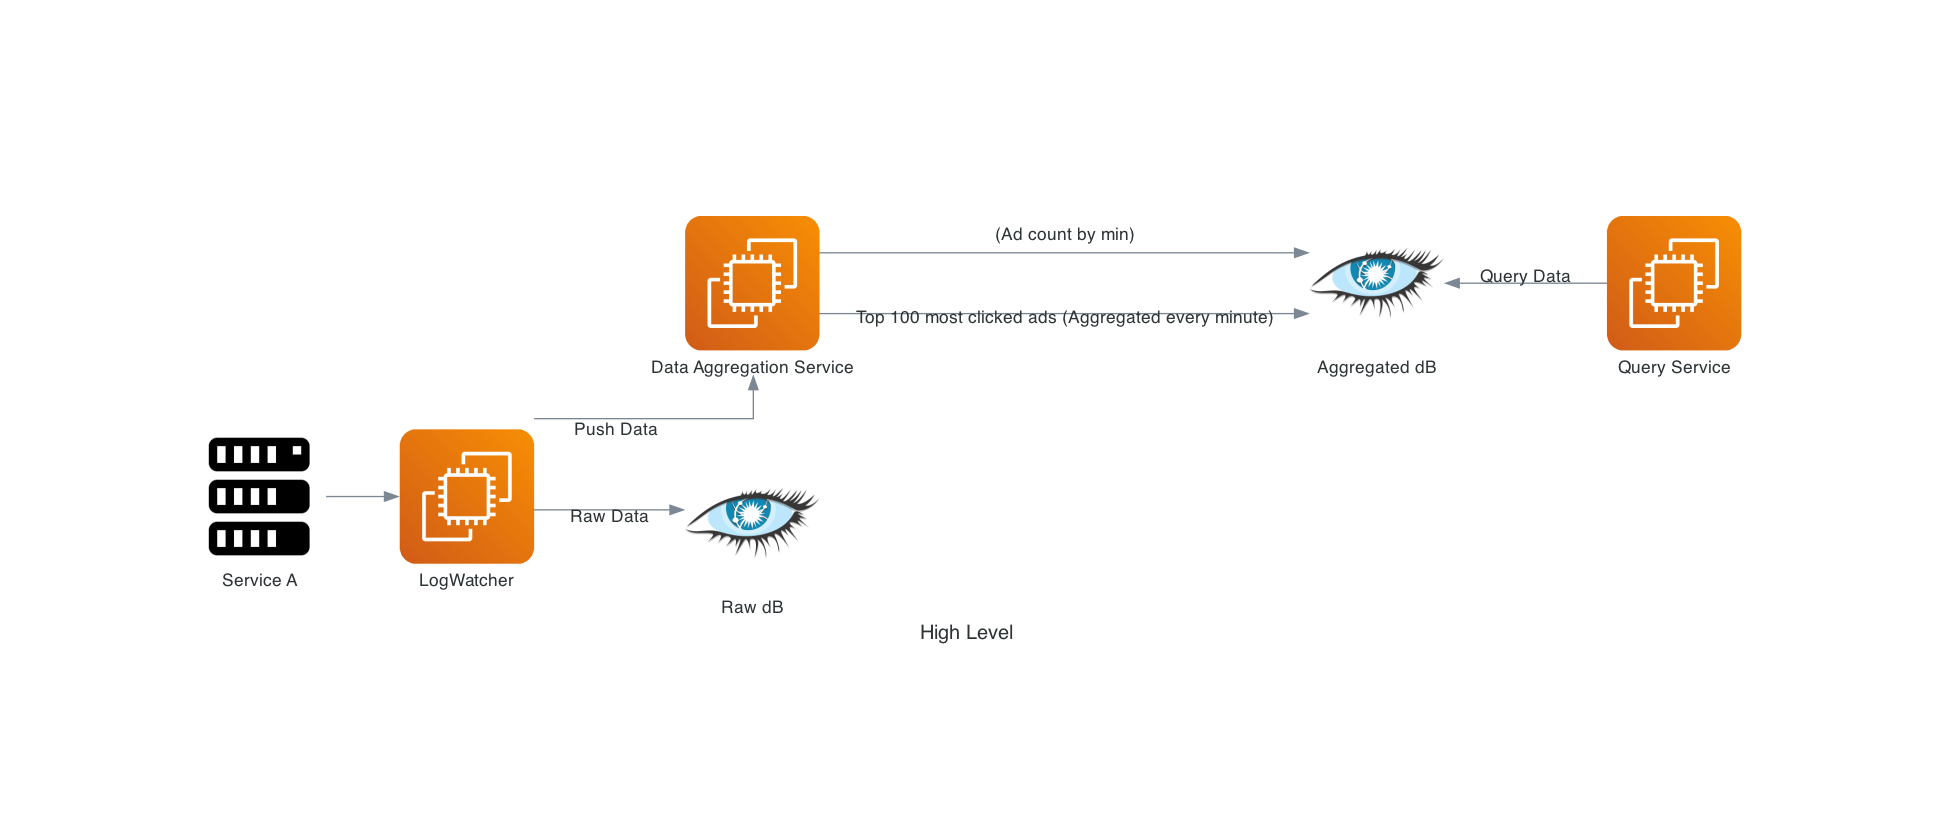 (Ad count by min)
Query Data
Top 100 most clicked ads (Aggregated every minute)
Data Aggregation Service
Aggregated dB
Query Service
Push Data
Raw Data
Service A
LogWatcher
Raw dB
High Level